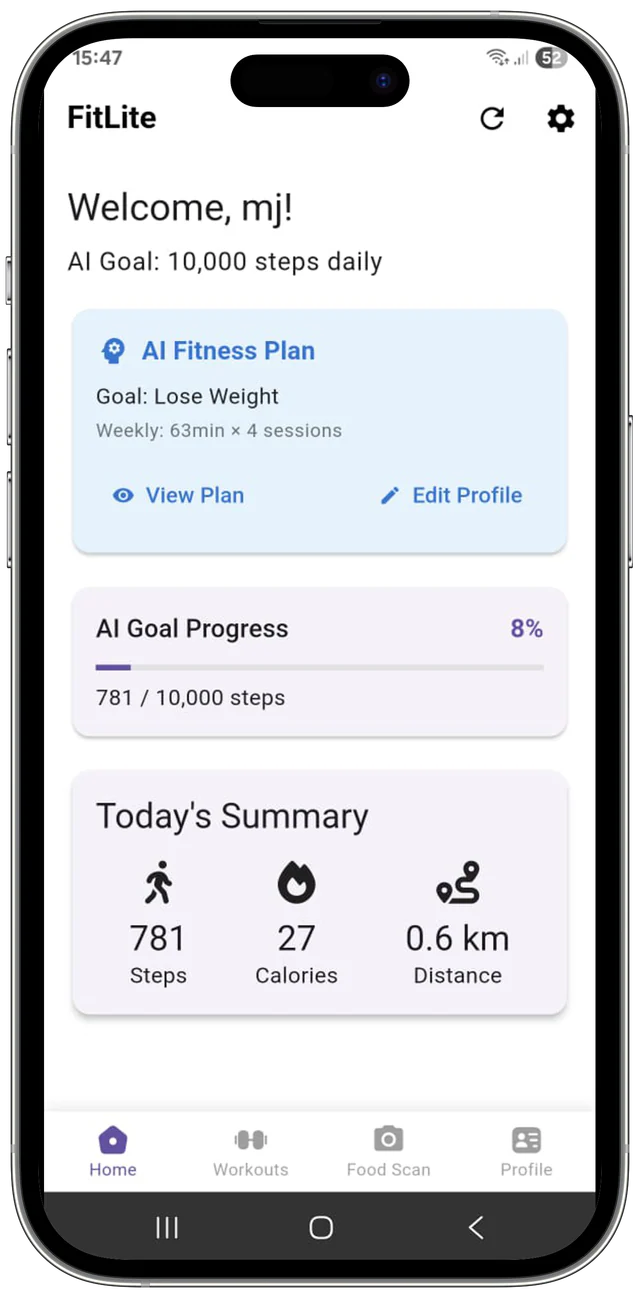 15:47
52
FitLite
Welcome, mj!
AI Goal: 10,000 steps daily
AI Fitness Plan
Goal: Lose Weight
Weekly: 63min × 4 sessions
View Plan
Edit Profile
AI Goal Progress
8%
781 / 10,000 steps
Today's Summary
781
27
0.6 km
Steps
Calories
Distance
Home
Workouts
Food Scan
Profile